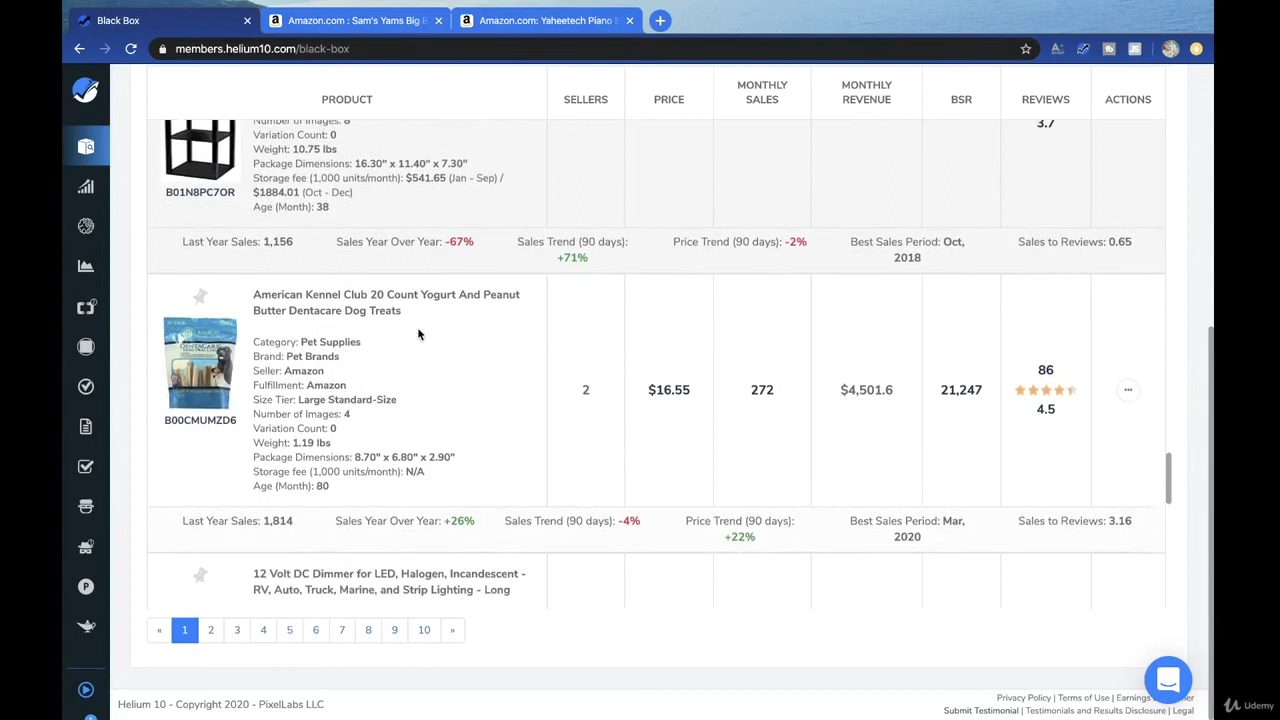 Black Box
Amazon.com : Sam's Yams Big B
Amazon.com: Yaheetech Piano B
members.helium10.com/black-box
PRODUCT
SELLERS
PRICE
MONTHLY SALES
MONTHLY REVENUE
BSR
REVIEWS
ACTIONS
Number of Images: 8
Variation Count: 0
Weight: 10.75 lbs
Package Dimensions: 16.30" x 11.40" x 7.30"
Storage fee (1,000 units/month): $541.65 (Jan - Sep) /
$1884.01 (Oct - Dec)
Age (Month): 38
B01N8PC7OR
3.7
Last Year Sales: 1,156
Sales Year Over Year: -67%
Sales Trend (90 days):
+71%
Price Trend (90 days): -2%
Best Sales Period: Oct,
2018
Sales to Reviews: 0.65
American Kennel Club 20 Count Yogurt And Peanut
Butter Dentacare Dog Treats
Category: Pet Supplies
Brand: Pet Brands
Seller: Amazon
Fulfillment: Amazon
Size Tier: Large Standard-Size
Number of Images: 4
Variation Count: 0
Weight: 1.19 lbs
Package Dimensions: 8.70" x 6.80" x 2.90"
Storage fee (1,000 units/month): N/A
Age (Month): 80
B00CMUMZD6
2
$16.55
272
$4,501.6
21,247
86
4.5
Last Year Sales: 1,814
Sales Year Over Year: +26%
Sales Trend (90 days): -4%
Price Trend (90 days):
+22%
Best Sales Period: Mar,
2020
Sales to Reviews: 3.16
12 Volt DC Dimmer for LED, Halogen, Incandescent -
RV, Auto, Truck, Marine, and Strip Lighting - Long
« 1 2 3 4 5 6 7 8 9 10 »
Helium 10 - Copyright 2020 - PixelLabs LLC
Privacy Policy | Terms of Use | Earnings
Submit Testimonial | Testimonials and Results Disclosure | Legal
Udemy